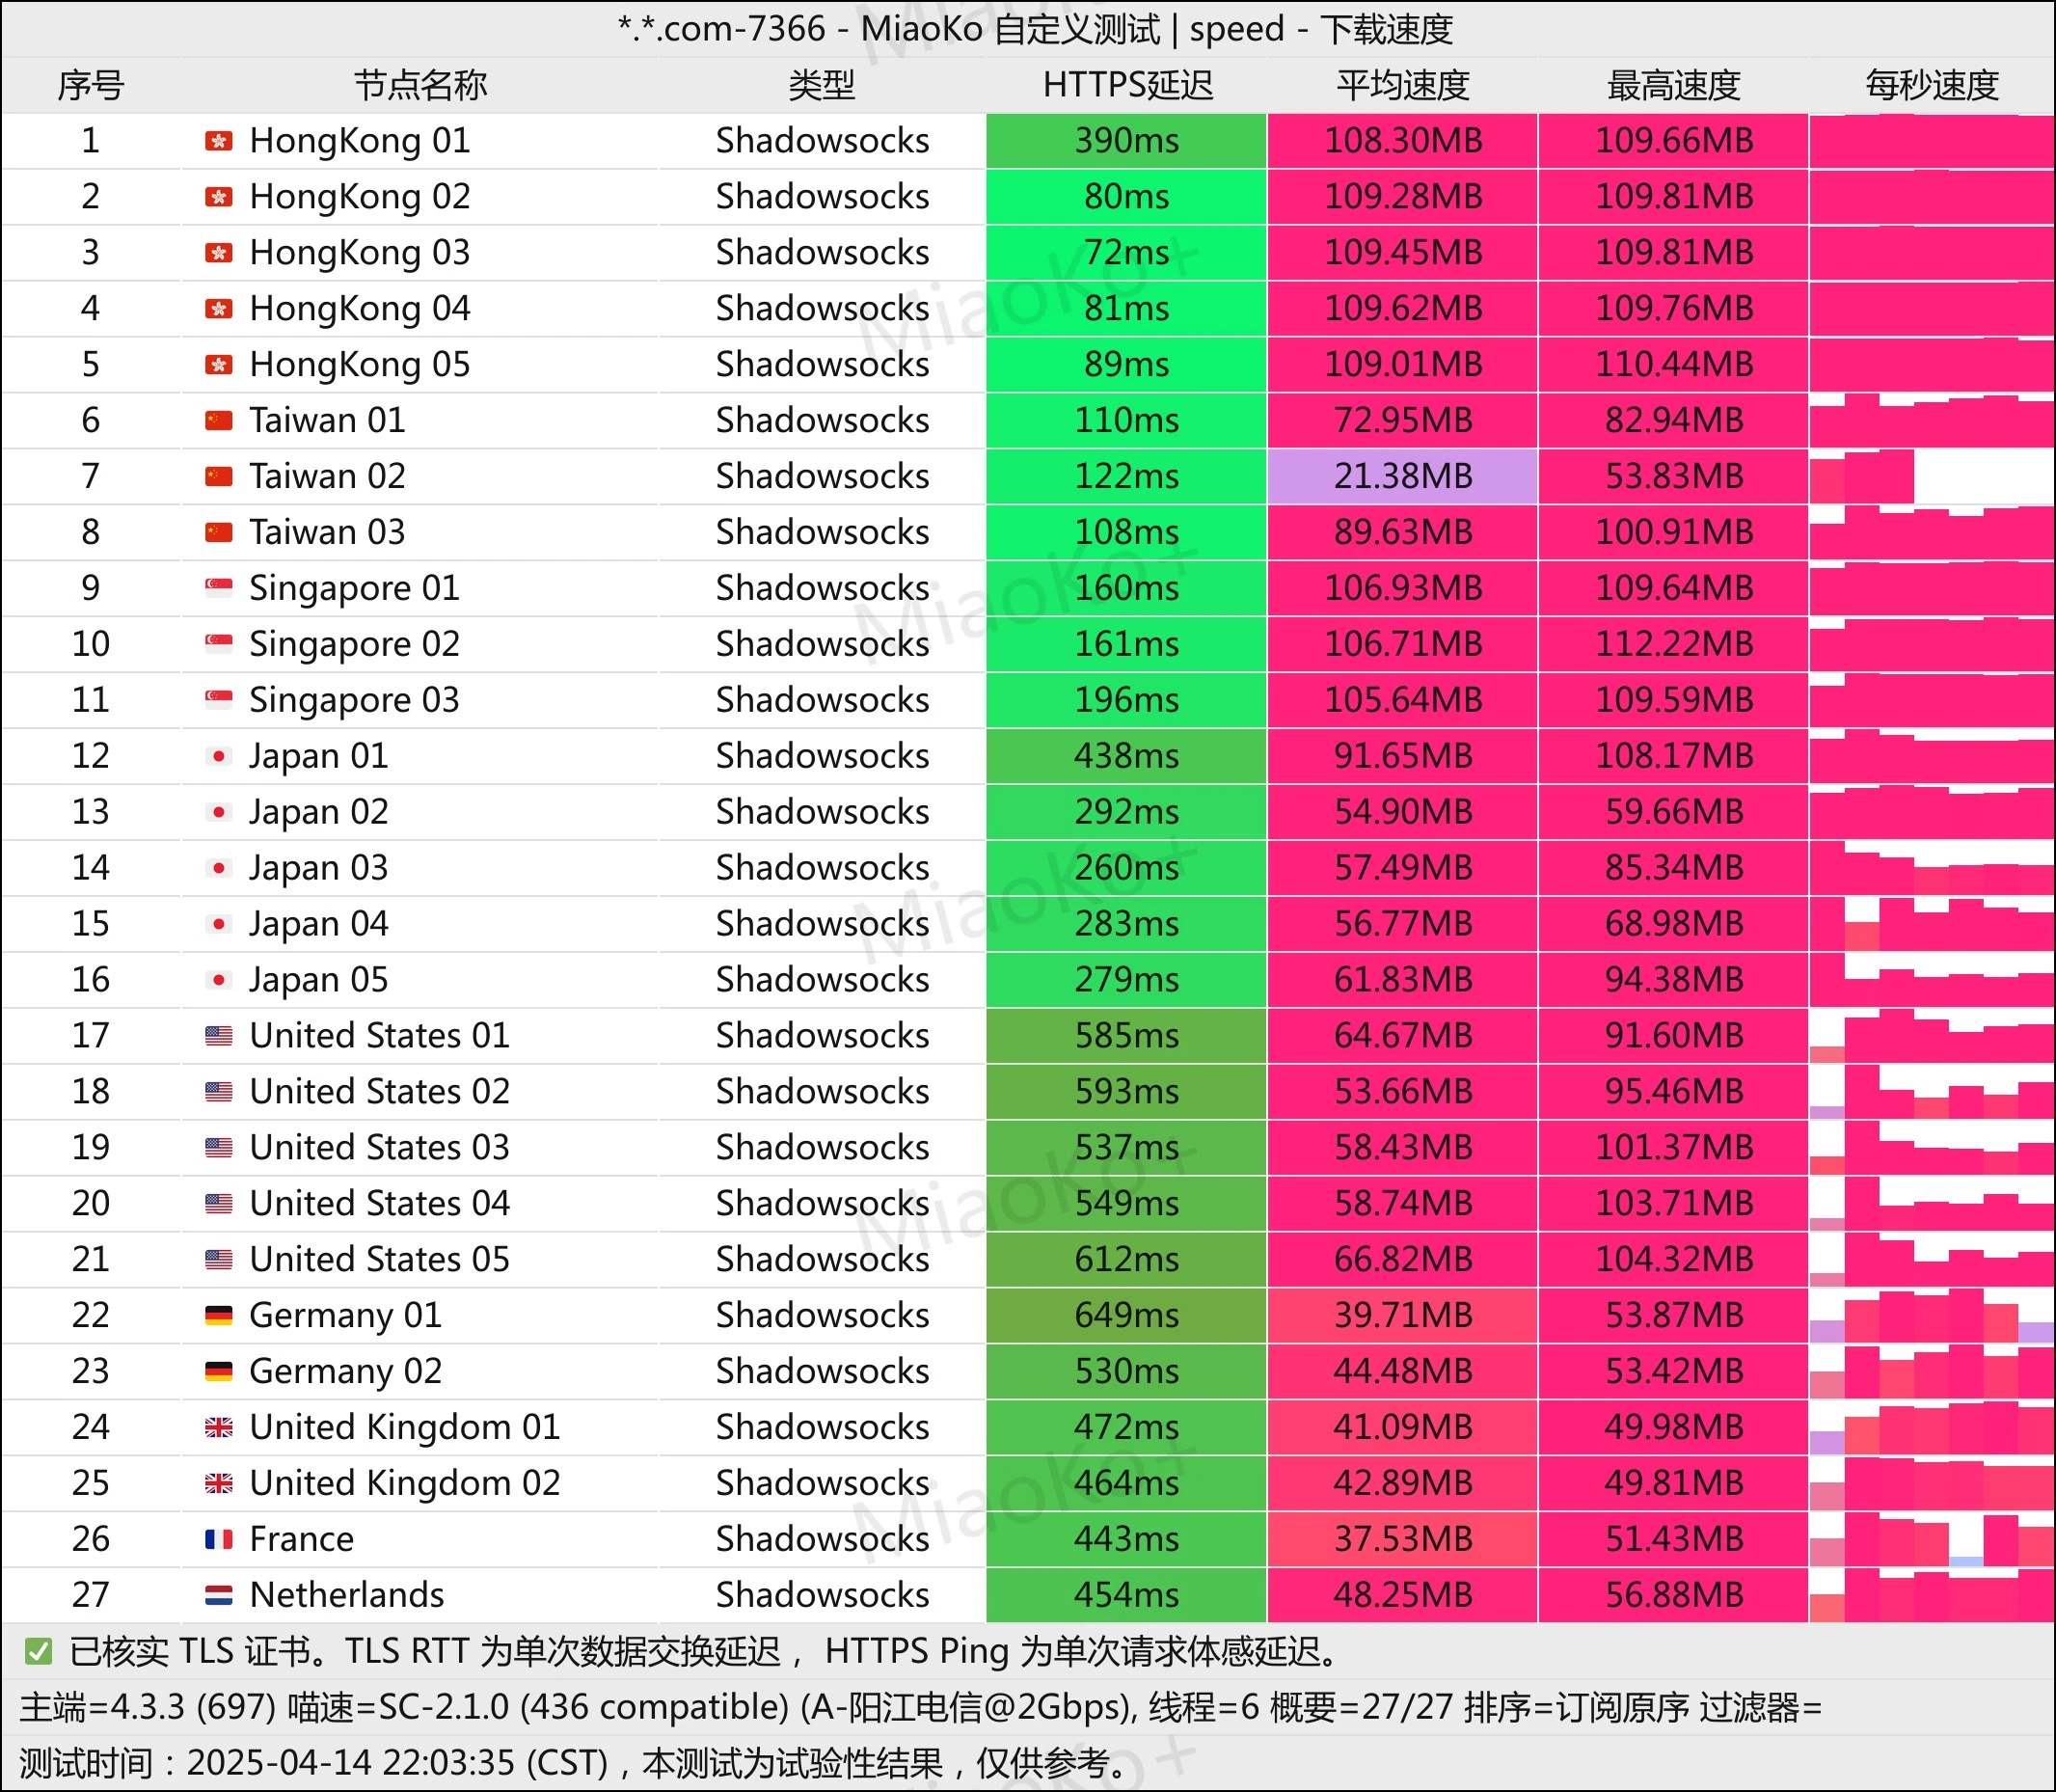 *.*.com-7366 - MiaoKo 自定义测试 | speed - 下载速度
序号 节点名称 类型 HTTPS延迟 平均速度 最高速度 每秒速度
1 HongKong 01 Shadowsocks 390ms 108.30MB 109.66MB
2 HongKong 02 Shadowsocks 80ms 109.28MB 109.81MB
3 HongKong 03 Shadowsocks 72ms 109.45MB 109.81MB
4 HongKong 04 Shadowsocks 81ms 109.62MB 109.76MB
5 HongKong 05 Shadowsocks 89ms 109.01MB 110.44MB
6 Taiwan 01 Shadowsocks 110ms 72.95MB 82.94MB
7 Taiwan 02 Shadowsocks 122ms 21.38MB 53.83MB
8 Taiwan 03 Shadowsocks 108ms 89.63MB 100.91MB
9 Singapore 01 Shadowsocks 160ms 106.93MB 109.64MB
10 Singapore 02 Shadowsocks 161ms 106.71MB 112.22MB
11 Singapore 03 Shadowsocks 196ms 105.64MB 109.59MB
12 Japan 01 Shadowsocks 438ms 91.65MB 108.17MB
13 Japan 02 Shadowsocks 292ms 54.90MB 59.66MB
14 Japan 03 Shadowsocks 260ms 57.49MB 85.34MB
15 Japan 04 Shadowsocks 283ms 56.77MB 68.98MB
16 Japan 05 Shadowsocks 279ms 61.83MB 94.38MB
17 United States 01 Shadowsocks 585ms 64.67MB 91.60MB
18 United States 02 Shadowsocks 593ms 53.66MB 95.46MB
19 United States 03 Shadowsocks 537ms 58.43MB 101.37MB
20 United States 04 Shadowsocks 549ms 58.74MB 103.71MB
21 United States 05 Shadowsocks 612ms 66.82MB 104.32MB
22 Germany 01 Shadowsocks 649ms 39.71MB 53.87MB
23 Germany 02 Shadowsocks 530ms 44.48MB 53.42MB
24 United Kingdom 01 Shadowsocks 472ms 41.09MB 49.98MB
25 United Kingdom 02 Shadowsocks 464ms 42.89MB 49.81MB
26 France Shadowsocks 443ms 37.53MB 51.43MB
27 Netherlands Shadowsocks 454ms 48.25MB 56.88MB
✅ 已核实 TLS 证书。TLS RTT 为单次数据交换延迟，HTTPS Ping 为单次请求体感延迟。
主端=4.3.3 (697) 喵速=SC-2.1.0 (436 compatible) (A-阳江电信@2Gbps), 线程=6 概要=27/27 排序=订阅原序 过滤器=
测试时间：2025-04-14 22:03:35 (CST)，本测试为试验性结果，仅供参考。
MiaoKo+
MiaoKo+
MiaoKo+
MiaoKo+
MiaoKo+